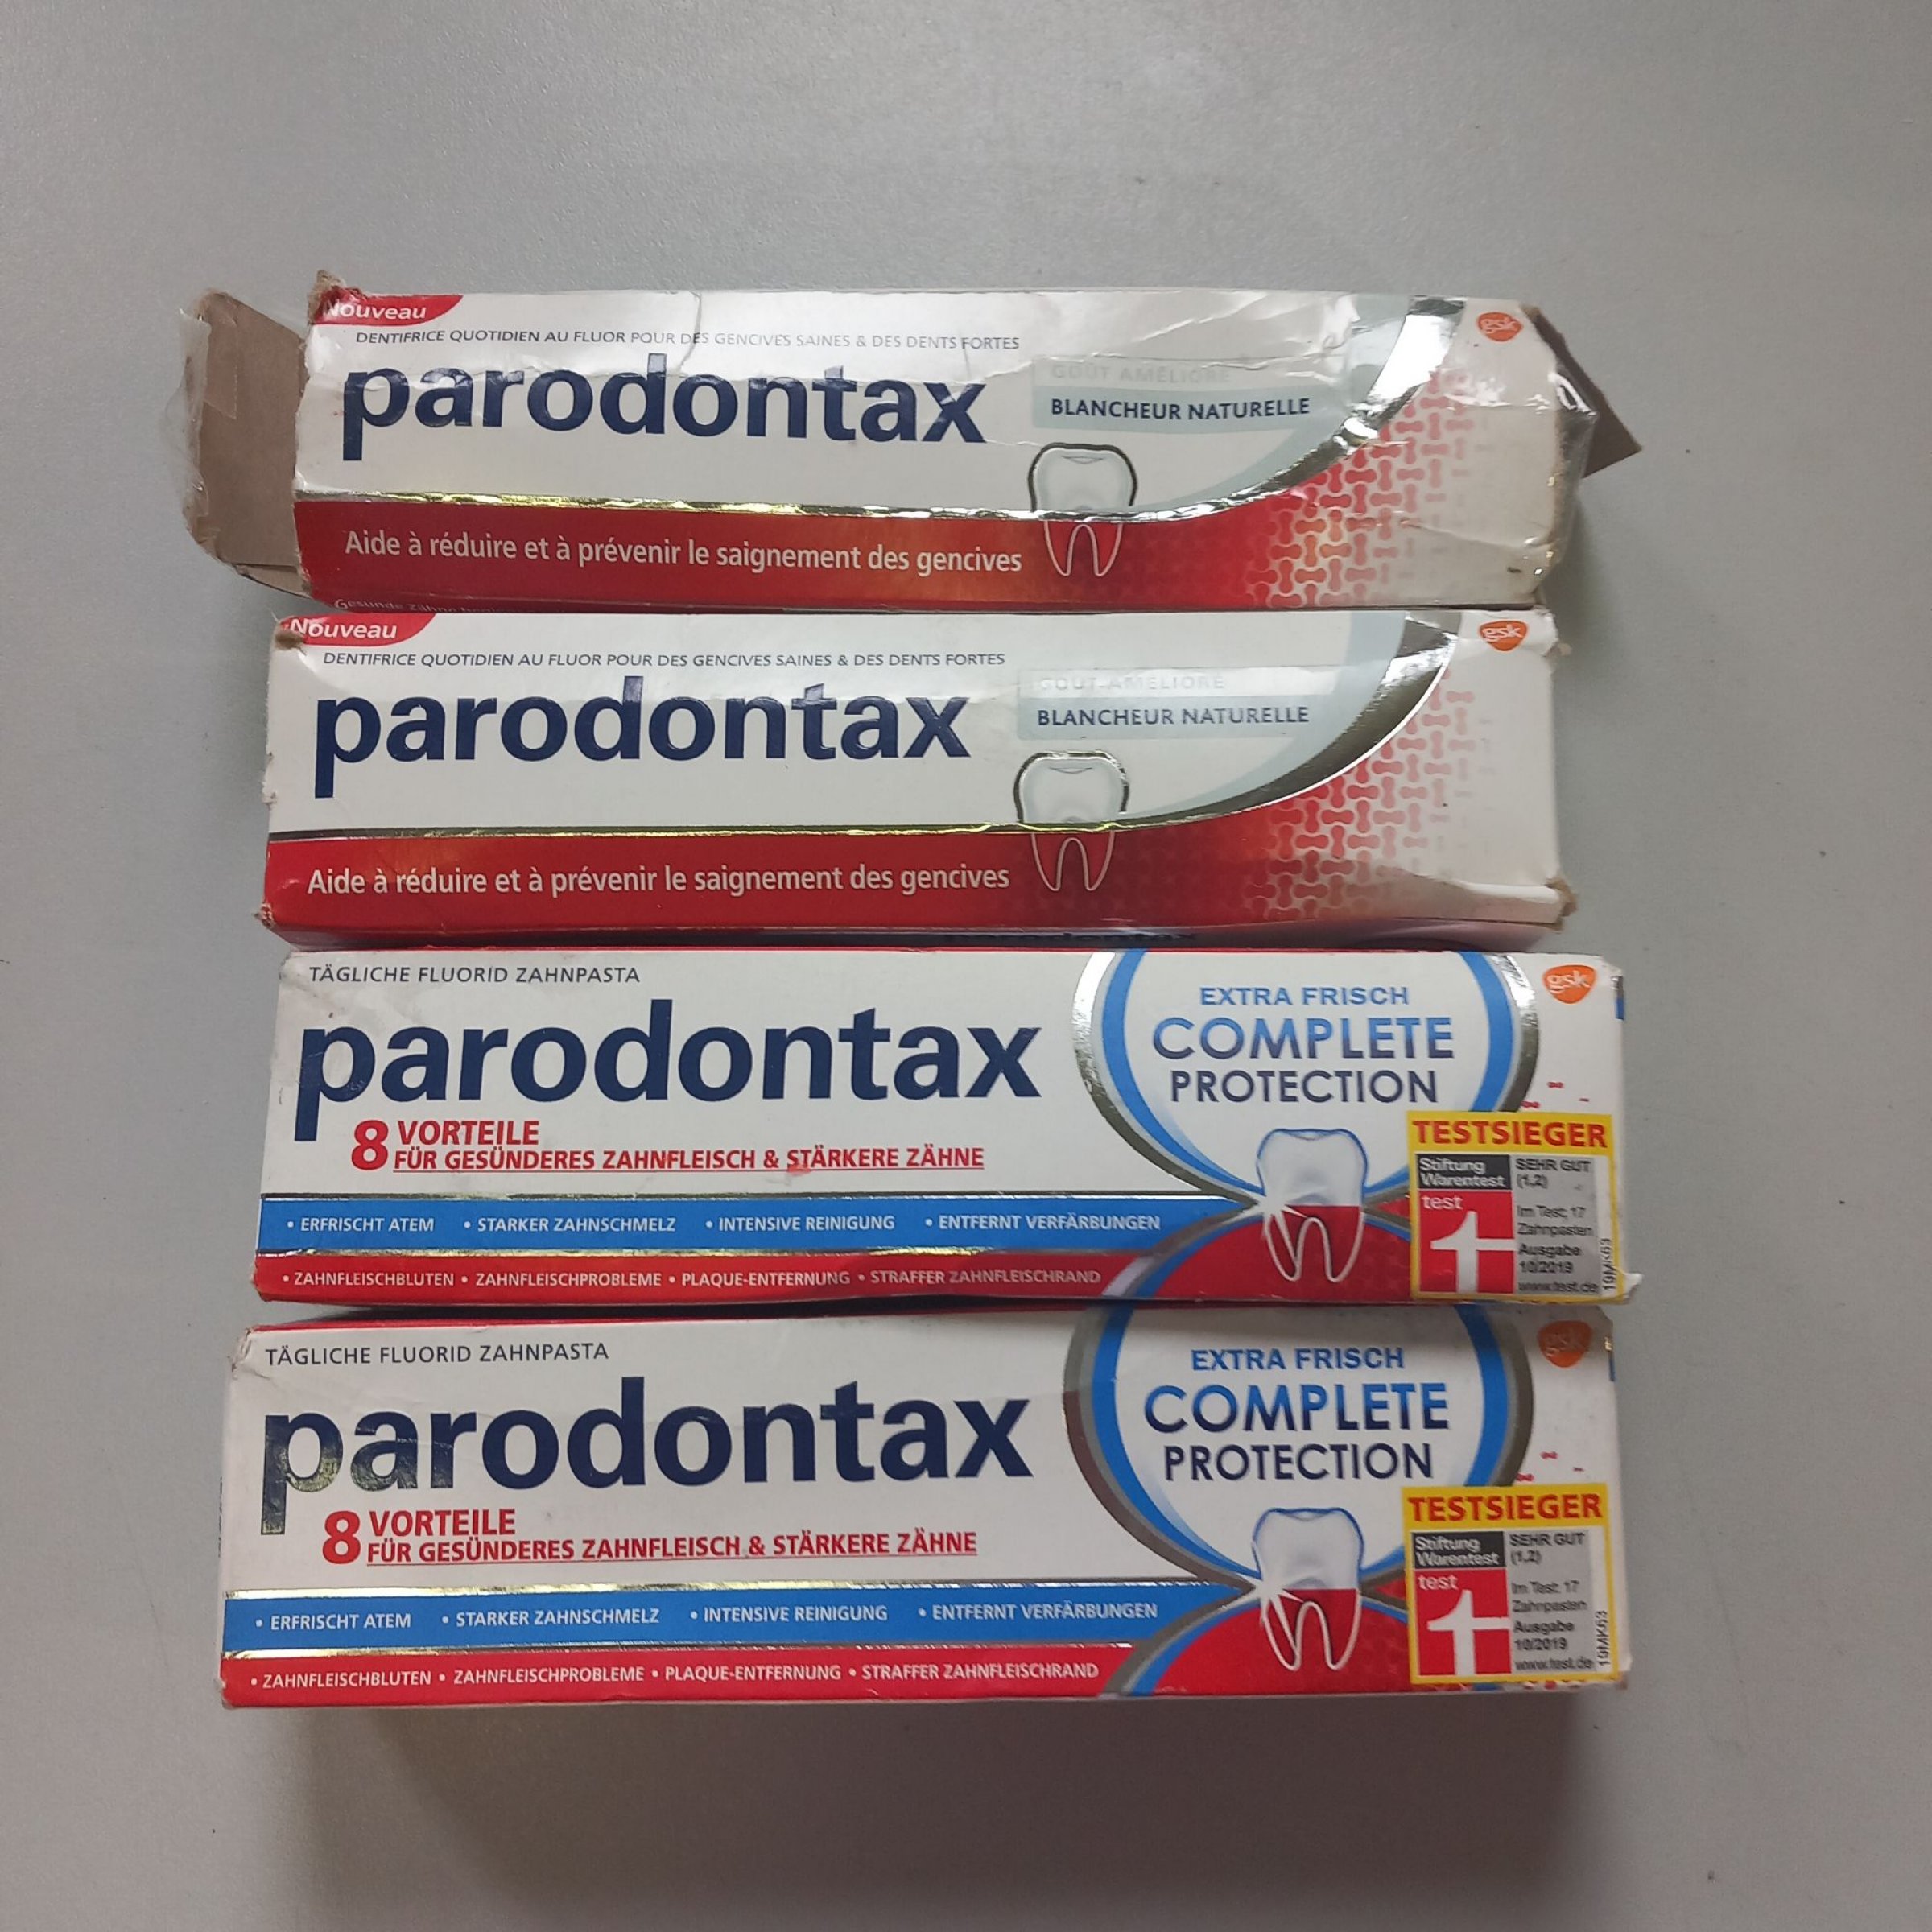 Nouveau
DENTIFRICE QUOTIDIEN AU FLUOR POUR DES GENCIVES SAINES & DES DENTS FORTES
gsk
parodontax
GOÛT AMÉLIORÉ
BLANCHEUR NATURELLE
Aide à réduire et à prévenir le saignement des gencives
Gesunde Zähne
Nouveau
DENTIFRICE QUOTIDIEN AU FLUOR POUR DES GENCIVES SAINES & DES DENTS FORTES
gsk
parodontax
GOÛT AMÉLIORÉ
BLANCHEUR NATURELLE
Aide à réduire et à prévenir le saignement des gencives
parodontax
TÄGLICHE FLUORID ZAHNPASTA
gsk
parodontax
EXTRA FRISCH
COMPLETE
PROTECTION
8 VORTEILE
FÜR GESÜNDERES ZAHNFLEISCH & STÄRKERE ZÄHNE
• ERFRISCHT ATEM • STARKER ZAHNSCHMELZ • INTENSIVE REINIGUNG • ENTFERNT VERFÄRBUNGEN
• ZAHNFLEISCHBLUTEN • ZAHNFLEISCHPROBLEME • PLAQUE-ENTFERNUNG • STRAFFER ZAHNFLEISCHRAND
TESTSIEGER
Stiftung
Warentest
test
SEHR GUT
(1,2)
Im Test: 17
Zahnpasten
Ausgabe
10/2019
www.test.de
19MK63
TÄGLICHE FLUORID ZAHNPASTA
gsk
parodontax
EXTRA FRISCH
COMPLETE
PROTECTION
8 VORTEILE
FÜR GESÜNDERES ZAHNFLEISCH & STÄRKERE ZÄHNE
• ERFRISCHT ATEM • STARKER ZAHNSCHMELZ • INTENSIVE REINIGUNG • ENTFERNT VERFÄRBUNGEN
• ZAHNFLEISCHBLUTEN • ZAHNFLEISCHPROBLEME • PLAQUE-ENTFERNUNG • STRAFFER ZAHNFLEISCHRAND
TESTSIEGER
Stiftung
Warentest
test
SEHR GUT
(1,2)
Im Test: 17
Zahnpasten
Ausgabe
10/2019
www.test.de
19MK63